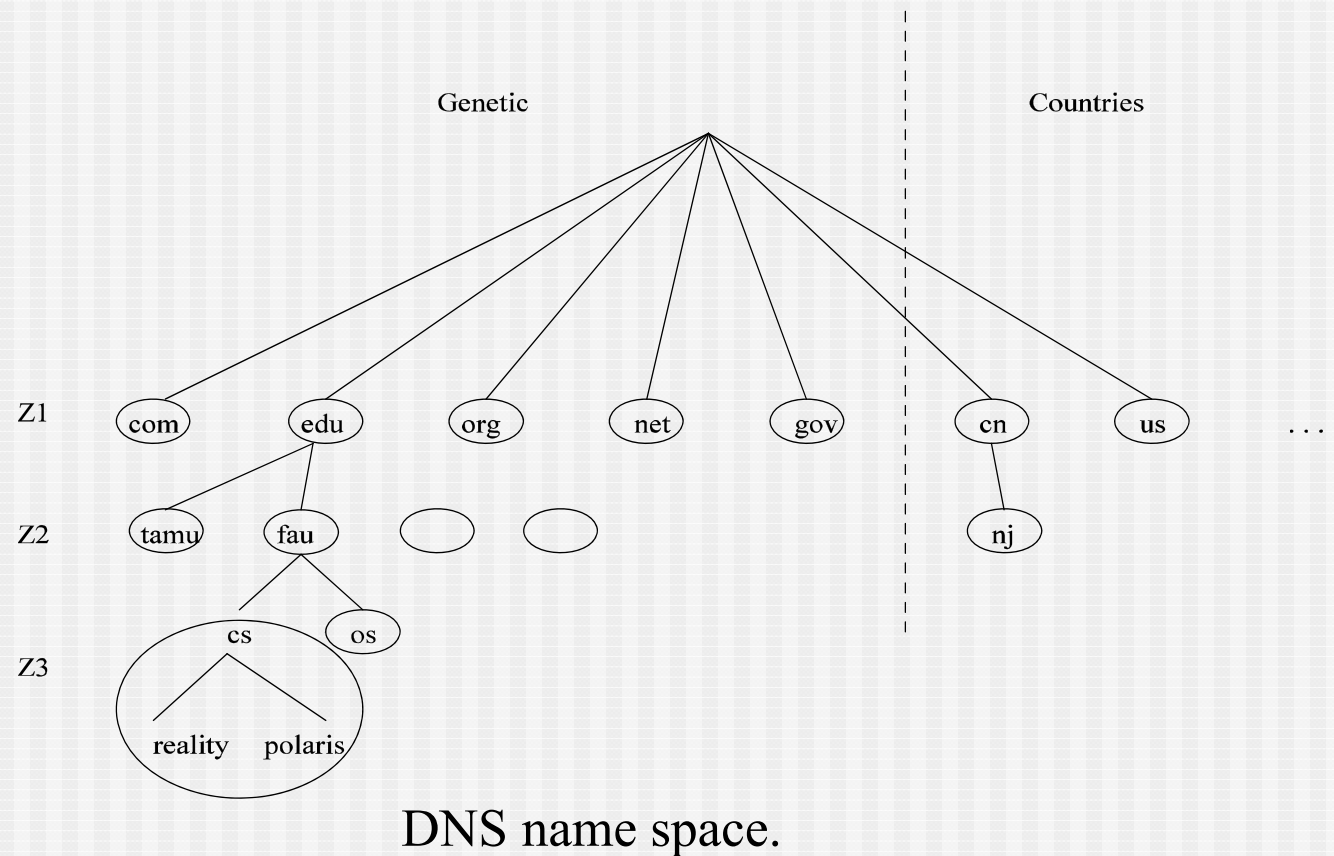 Genetic Countries
Z1 com edu org net gov cn us ...
Z2 tamu fau nj
cs os
Z3
reality polaris
DNS name space.